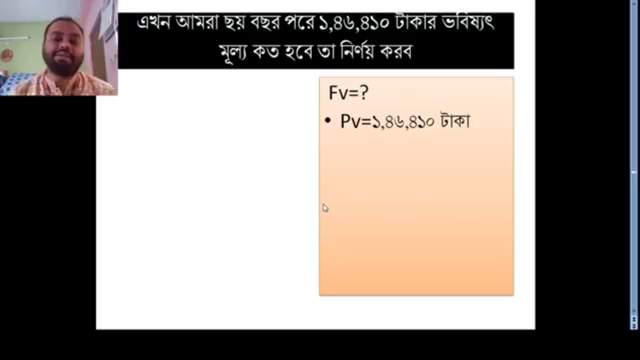 এখন আমরা ছয় বছর পরে ১,৪৬,৪১০ টাকার ভবিষ্যৎ
মূল্য কত হবে তা নির্ণয় করব
Fv=?
• Pv=১,৪৬,৪১০ টাকা